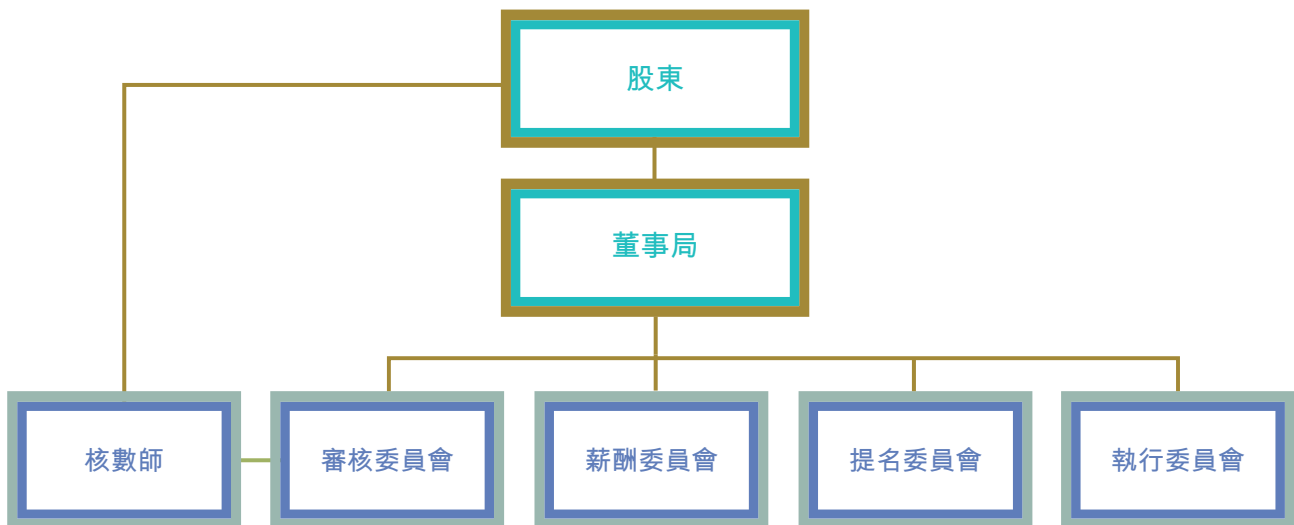 股東
董事局
核數師
審核委員會
薪酬委員會
提名委員會
執行委員會